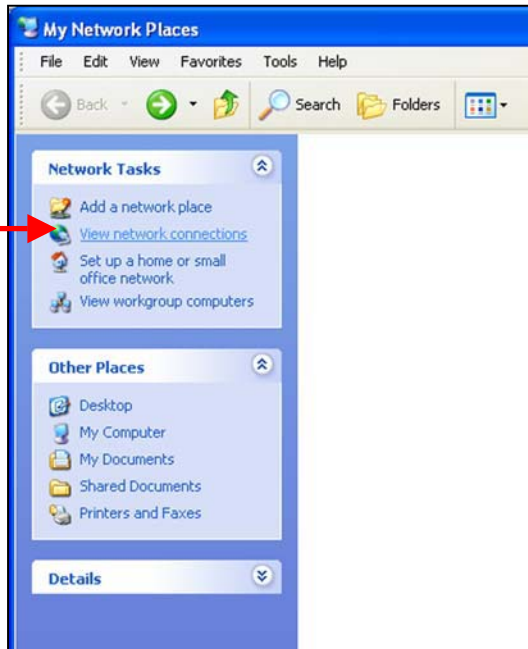 My Network Places
File Edit View Favorites Tools Help
Back Search Folders
Network Tasks
Add a network place
View network connections
Set up a home or small
office network
View workgroup computers
Other Places
Desktop
My Computer
My Documents
Shared Documents
Printers and Faxes
Details